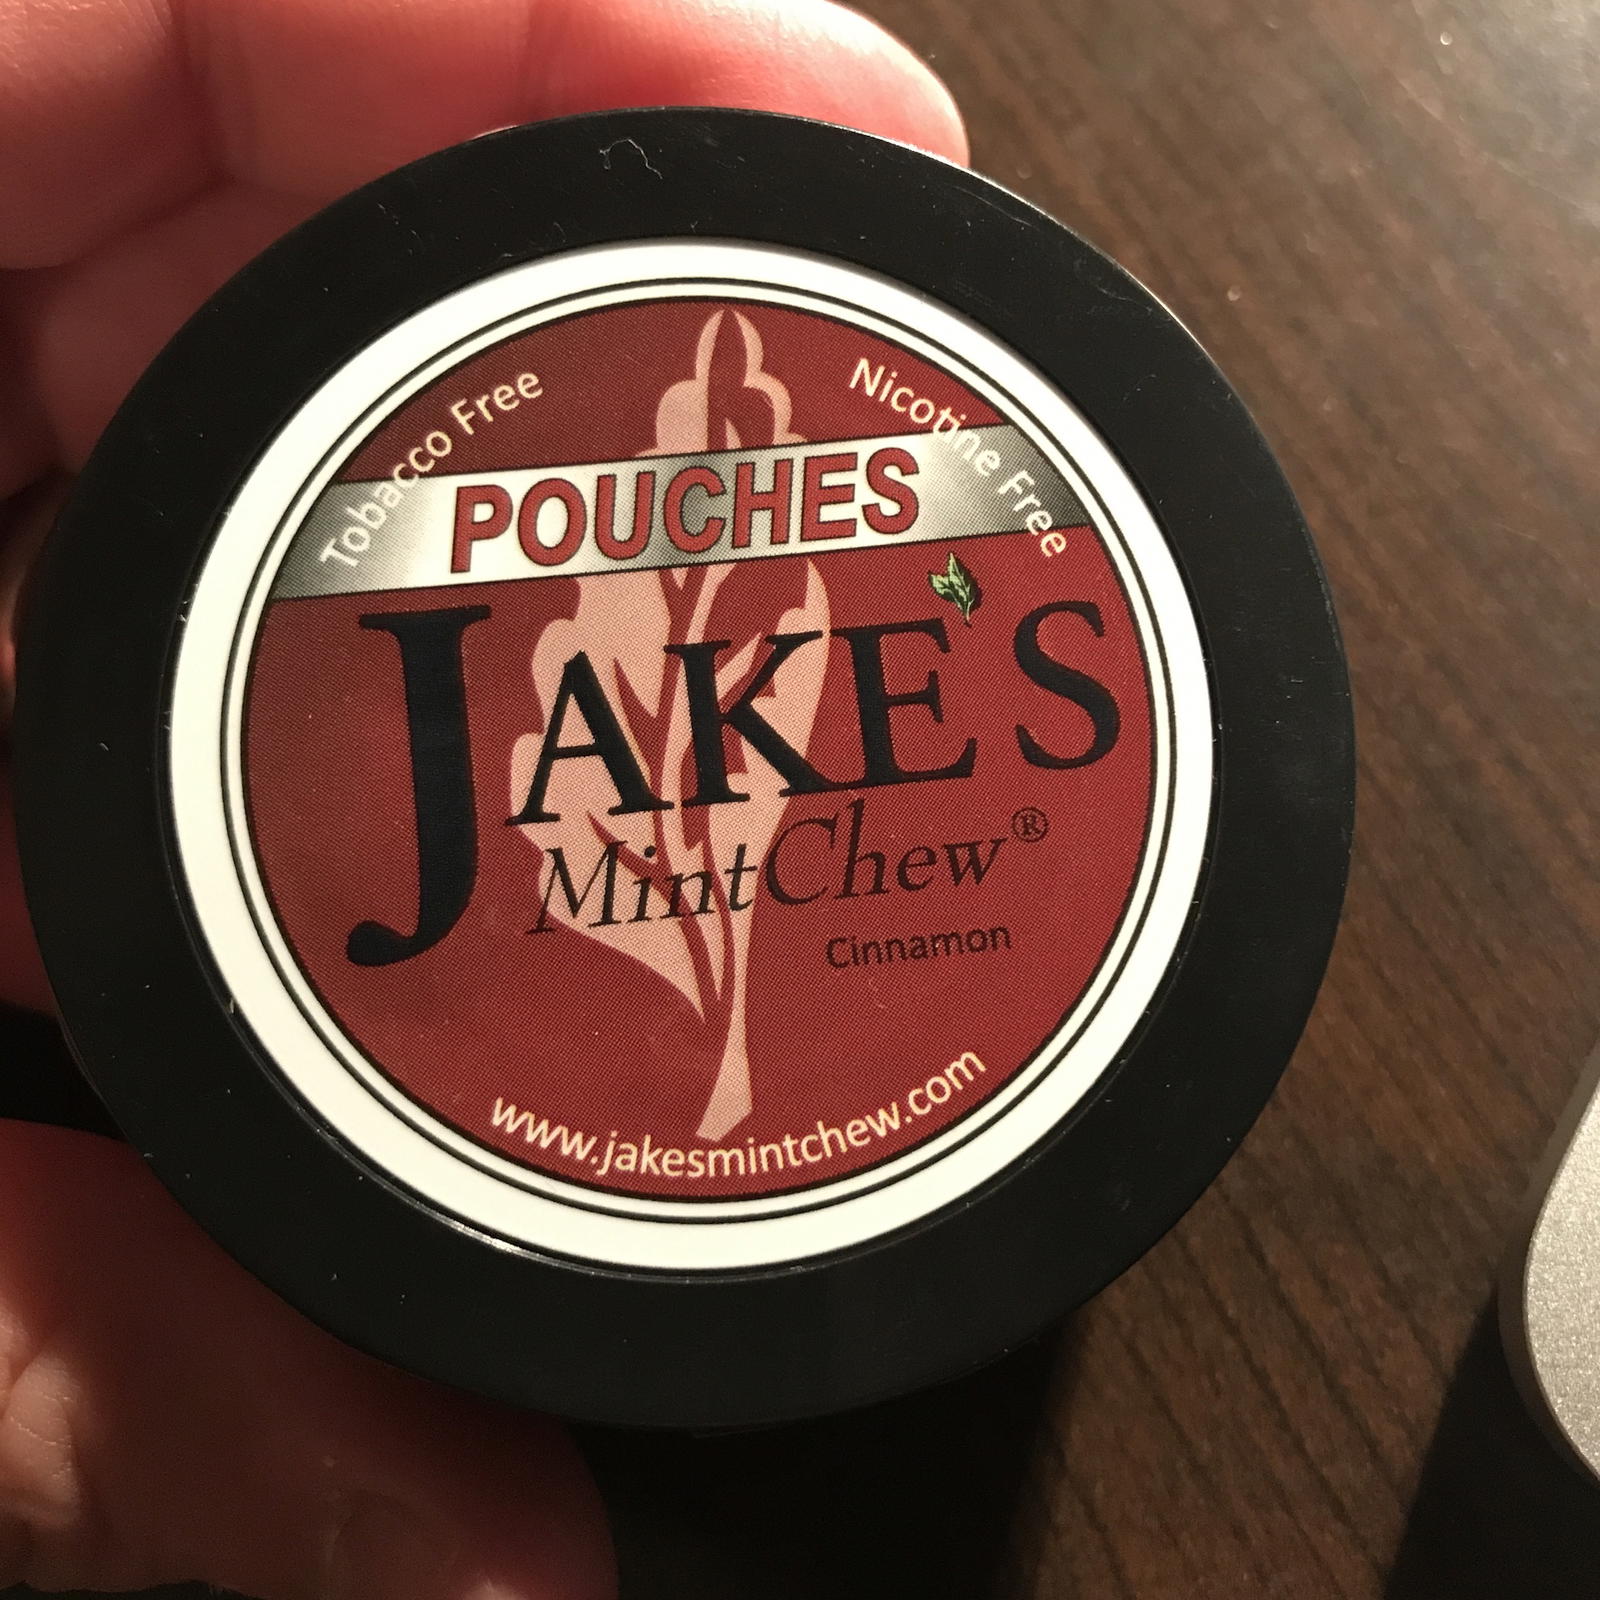 Tobacco Free
Nicotine Free
POUCHES
JAKE'S
MintChew®
Cinnamon
www.jakesmintchew.com